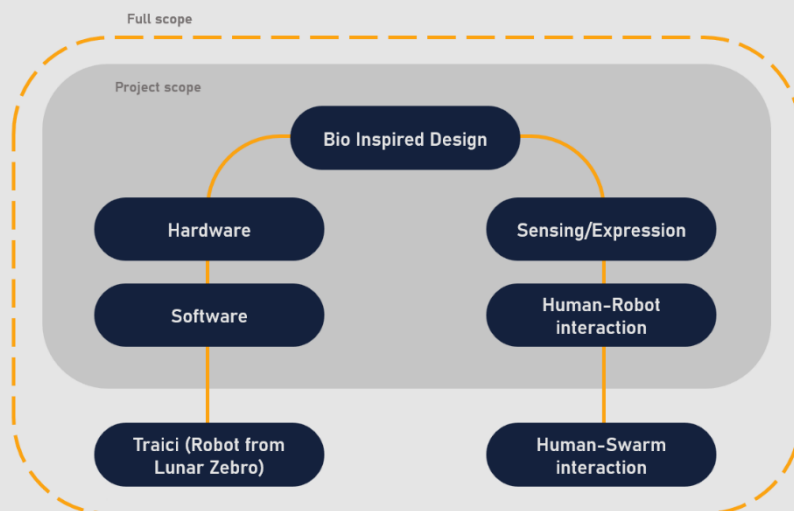 Full scope
Project scope
Bio Inspired Design
Hardware
Sensing/Expression
Software
Human-Robot
interaction
Traici (Robot from
Lunar Zebro)
Human-Swarm
interaction